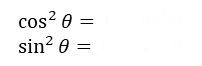 cos² θ =
sin² θ =